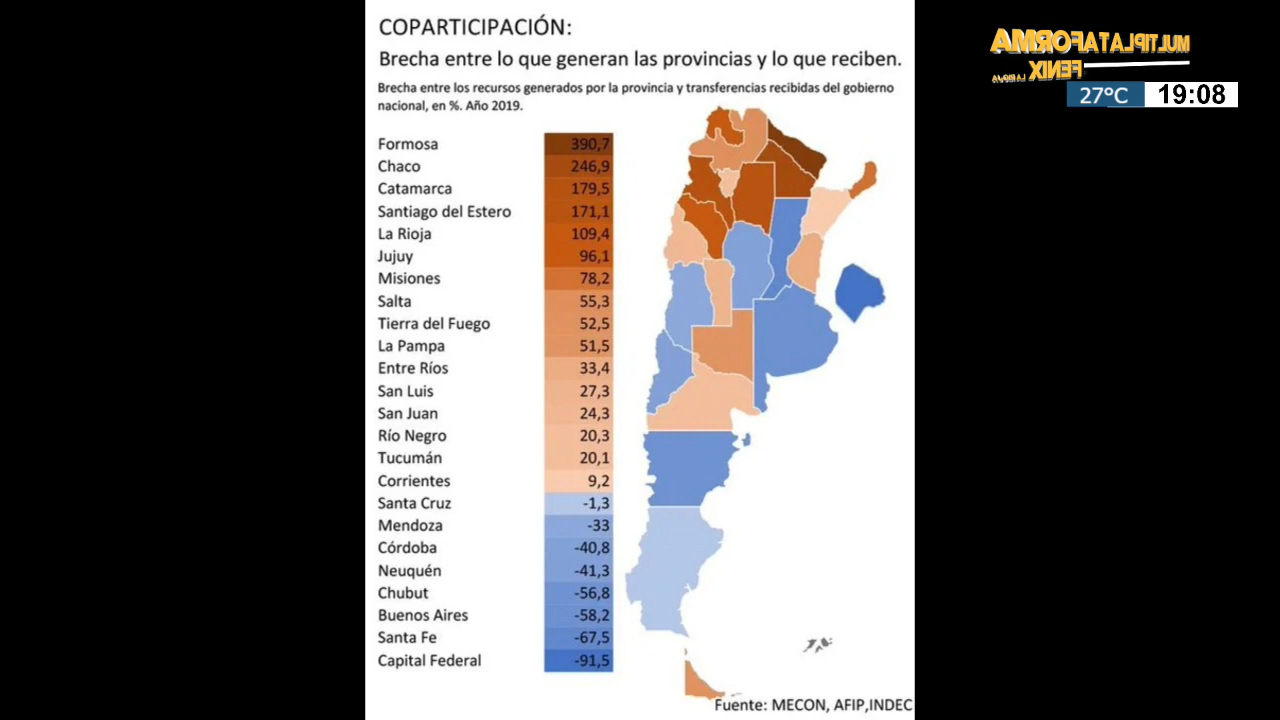 COPARTICIPACIÓN:
Brecha entre lo que generan las provincias y lo que reciben.
Brecha entre los recursos generados por la provincia y transferencias recibidas del gobierno
nacional, en %. Año 2019.
Formosa 390,7
Chaco 246,9
Catamarca 179,5
Santiago del Estero 171,1
La Rioja 109,4
Jujuy 96,1
Misiones 78,2
Salta 55,3
Tierra del Fuego 52,5
La Pampa 51,5
Entre Ríos 33,4
San Luis 27,3
San Juan 24,3
Río Negro 20,3
Tucumán 20,1
Corrientes 9,2
Santa Cruz -1,3
Mendoza -33
Córdoba -40,8
Neuquén -41,3
Chubut -56,8
Buenos Aires -58,2
Santa Fe -67,5
Capital Federal -91,5
Fuente: MECON, AFIP,INDEC
MULTIPLATAFORMA
FENIX
LA RIOJA
27°C 19:08